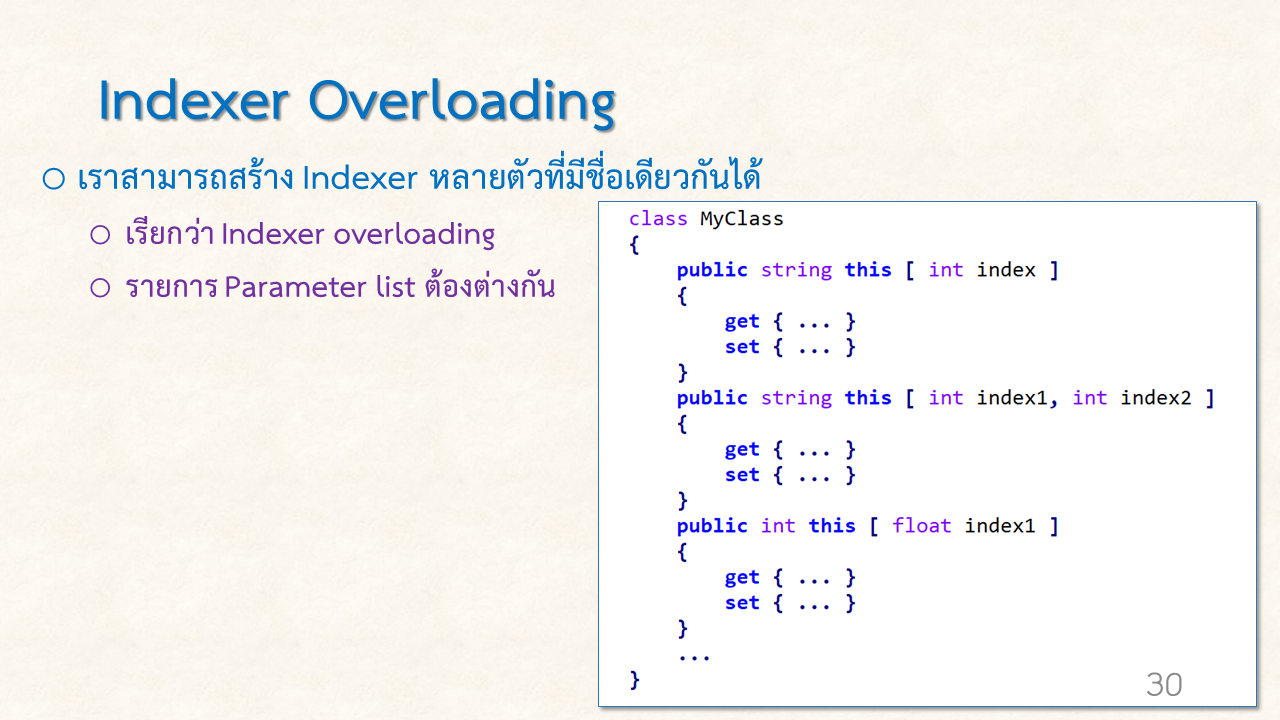 Indexer Overloading
เราสามารถสร้าง Indexer หลายตัวที่มีชื่อเดียวกันได้
เรียกว่า Indexer overloading
รายการ Parameter list ต้องต่างกัน
class MyClass
{
    public string this [ int index ]
    {
        get { ... }
        set { ... }
    }
    public string this [ int index1, int index2 ]
    {
        get { ... }
        set { ... }
    }
    public int this [ float index1 ]
    {
        get { ... }
        set { ... }
    }
    ...
}
30